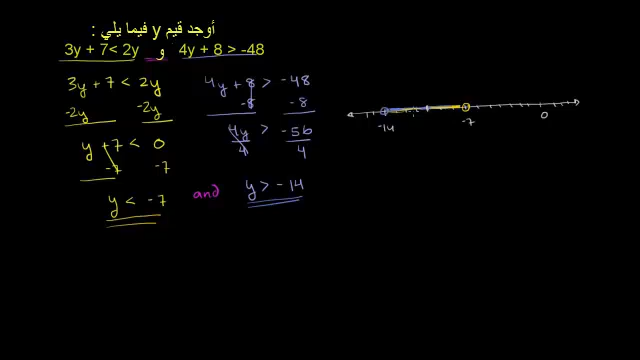 أوجد قيم y فيما يلي :
3y + 7 < 2y و 4y + 8 > -48
3y + 7 < 2y 4y + 8 > -48
-2y -2y -8 -8
y + 7 < 0 4y > -56
-7 -7 4 4
y < -7 and y > -14
-14 -7 0